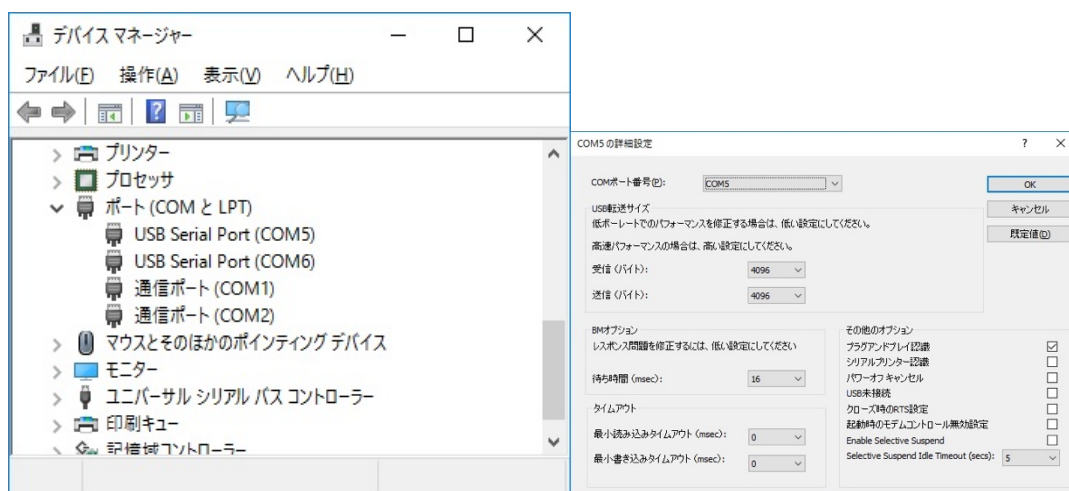 デバイス マネージャー
ファイル(F) 操作(A) 表示(V) ヘルプ(H)
プリンター
プロセッサ
ポート (COM と LPT)
USB Serial Port (COM5)
USB Serial Port (COM6)
通信ポート (COM1)
通信ポート (COM2)
マウスとそのほかのポインティング デバイス
モニター
ユニバーサル シリアル バス コントローラー
印刷キュー
記憶域コントローラー
COM5 の詳細設定
COMポート番号(P): COM5
OK
キャンセル
既定値(D)
USB転送サイズ
低ボーレートでのパフォーマンスを修正する場合は、低い設定にしてください。
高速パフォーマンスの場合は、高い設定にしてください。
受信 (バイト): 4096
送信 (バイト): 4096
BMオプション
レスポンス問題を修正するには、低い設定にしてください
待ち時間 (msec): 16
タイムアウト
最小読み込みタイムアウト (msec): 0
最小書き込みタイムアウト (msec): 0
その他のオプション
プラグアンドプレイ認識
シリアルプリンター認識
パワーオフ キャンセル
USB未接続
クローズ時のRTS設定
起動時のモデムコントロール無効設定
Enable Selective Suspend
Selective Suspend Idle Timeout (secs): 5